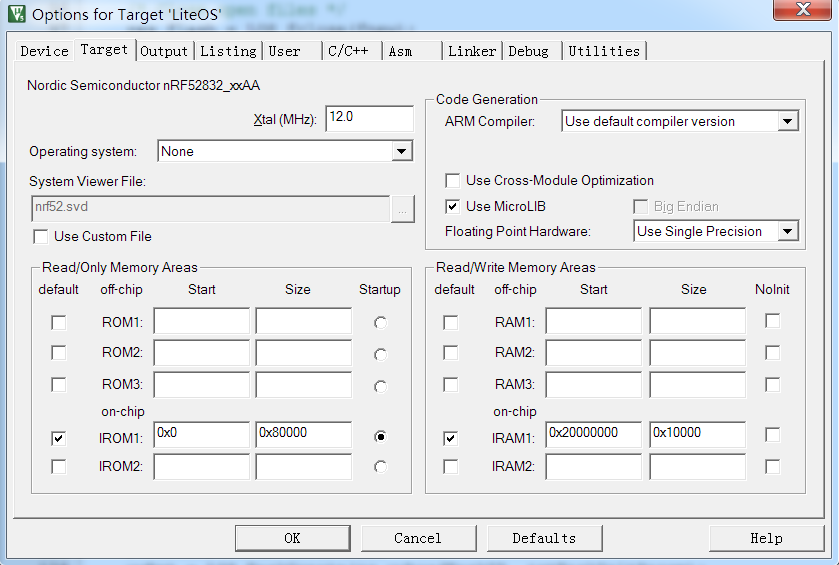 Options for Target 'LiteOS'
Device Target Output Listing User C/C++ Asm Linker Debug Utilities
Nordic Semiconductor nRF52832_xxAA
Xtal (MHz): 12.0
Operating system: None
System Viewer File:
nrf52.svd ...
Use Custom File
Code Generation
ARM Compiler: Use default compiler version
Use Cross-Module Optimization
Use MicroLIB Big Endian
Floating Point Hardware: Use Single Precision
Read/Only Memory Areas
default off-chip Start Size Startup
ROM1:
ROM2:
ROM3:
on-chip
IROM1: 0x0 0x80000
IROM2:
Read/Write Memory Areas
default off-chip Start Size NoInit
RAM1:
RAM2:
RAM3:
on-chip
IRAM1: 0x20000000 0x10000
IRAM2:
OK Cancel Defaults Help